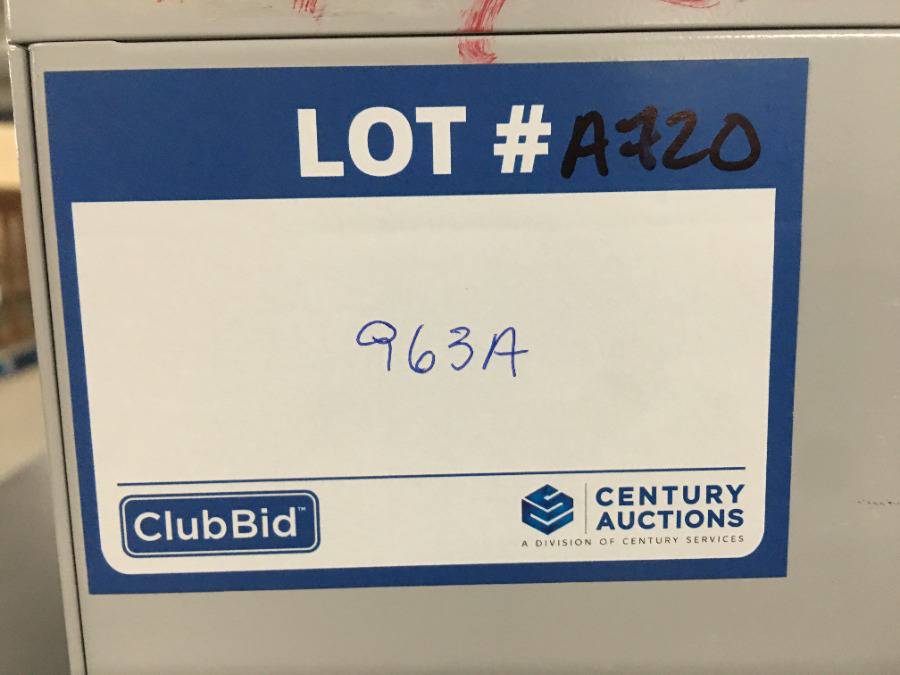 LOT # A720
963A
ClubBid™
CENTURY
AUCTIONS
A DIVISION OF CENTURY SERVICES